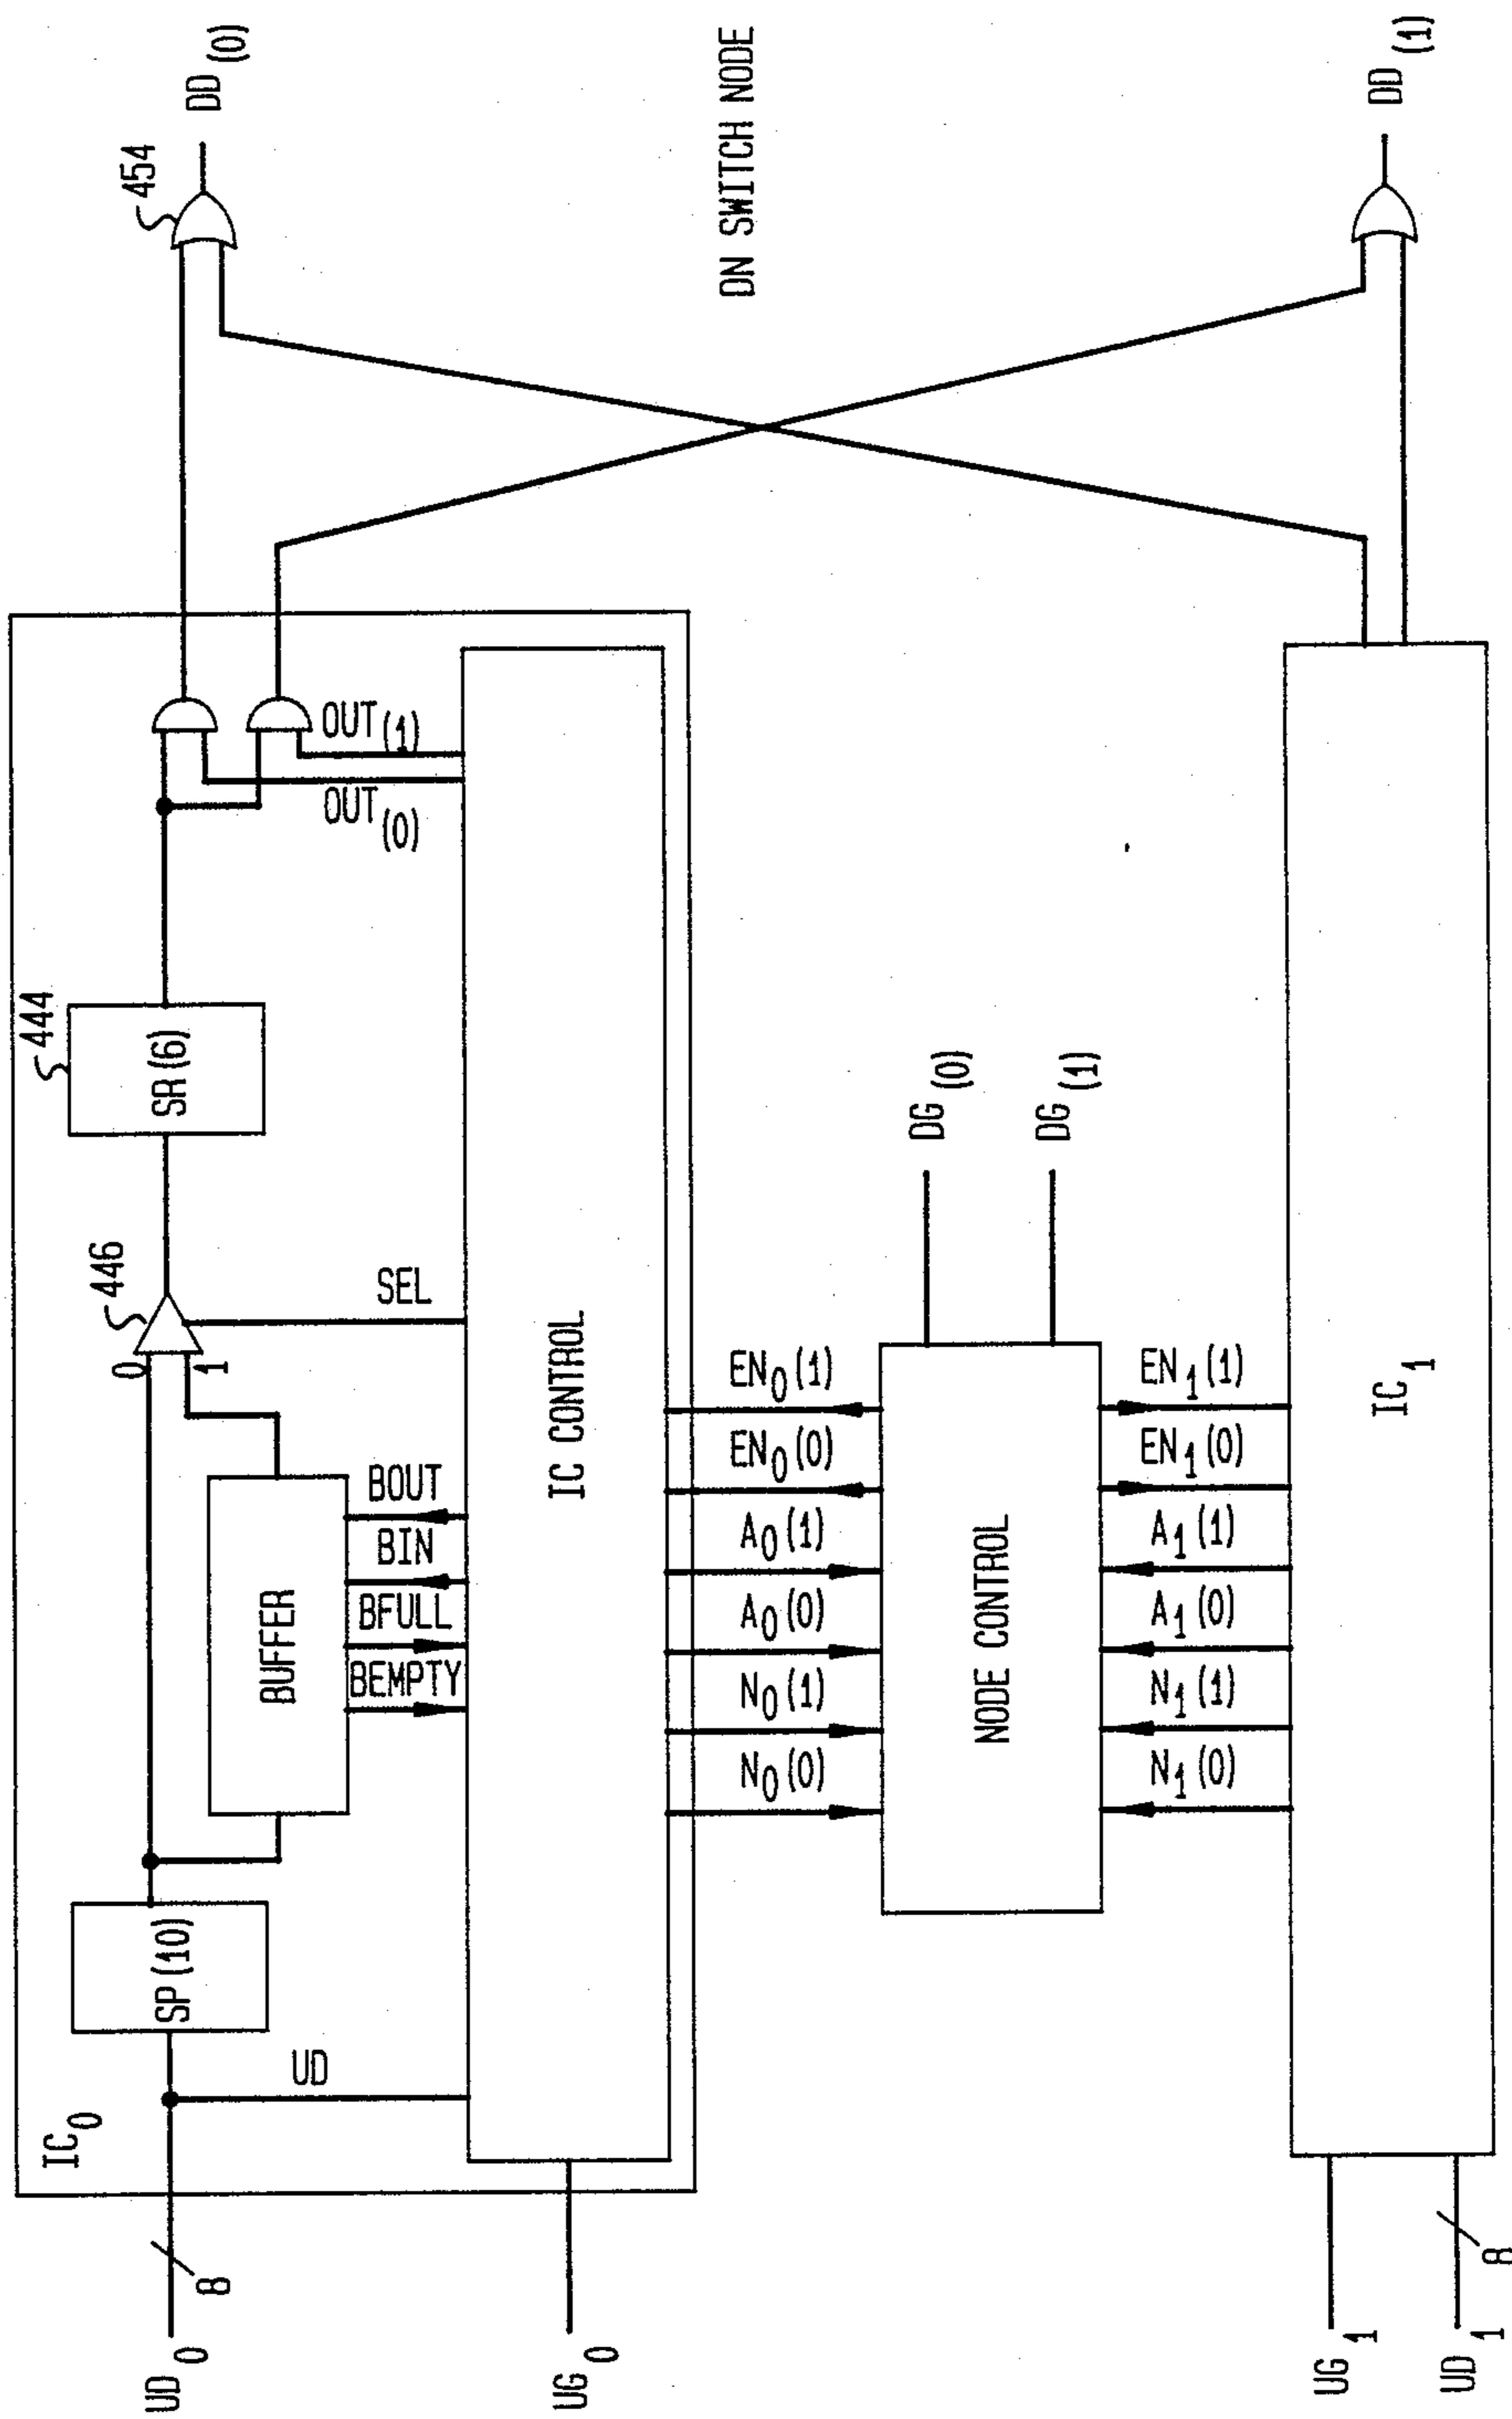 IC0
UD0
8
UD
SP(10)
BUFFER
BEMPTY
BFULL
BIN
BOUT
0
1
446
SEL
SR(6)
444
OUT(0)
OUT(1)
454
DD(0)
UG0
IC CONTROL
N0(0)
N0(1)
A0(0)
A0(1)
EN0(0)
EN0(1)
NODE CONTROL
DG(0)
DG(1)
DN SWITCH NODE
N1(0)
N1(1)
A1(0)
A1(1)
EN1(0)
EN1(1)
UG1
UD1
8
IC1
DD(1)